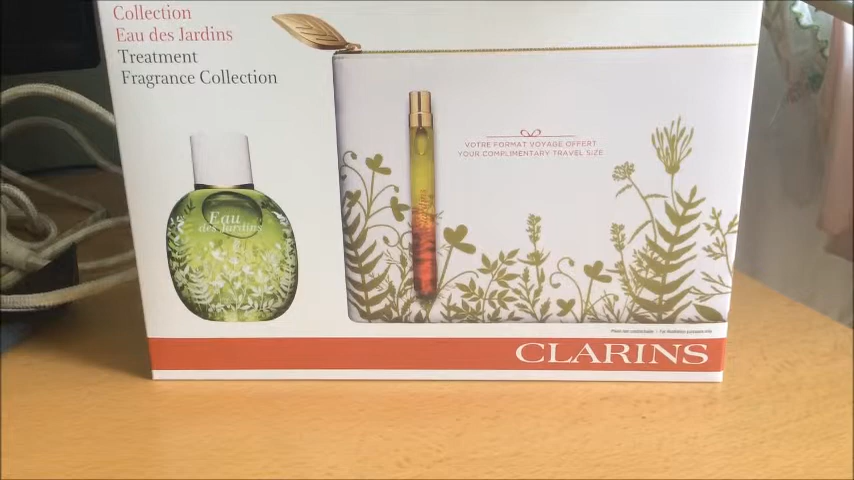 Collection
Eau des Jardins
Treatment
Fragrance Collection
VOTRE FORMAT VOYAGE OFFERT
YOUR COMPLIMENTARY TRAVEL SIZE
Eau
des Jardins
CLARINS